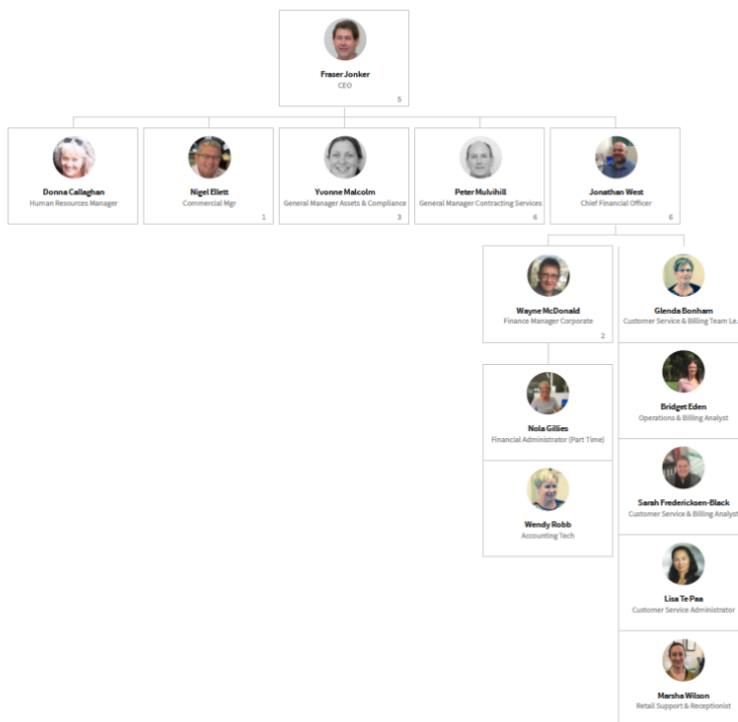 Fraser Jonker
CEO
5
Donna Callaghan
Human Resources Manager
Nigel Ellett
Commercial Mgr
1
Yvonne Malcolm
General Manager Assets & Compliance
3
Peter Mulvihill
General Manager Contracting Services
6
Jonathan West
Chief Financial Officer
6
Wayne McDonald
Finance Manager Corporate
2
Nola Gillies
Financial Administrator (Part Time)
Wendy Robb
Accounting Tech
Glenda Bonham
Customer Service & Billing Team Le..
Bridget Eden
Operations & Billing Analyst
Sarah Fredericksen-Black
Customer Service & Billing Analyst
Lisa Te Paa
Customer Service Administrator
Marsha Wilson
Retail Support & Receptionist